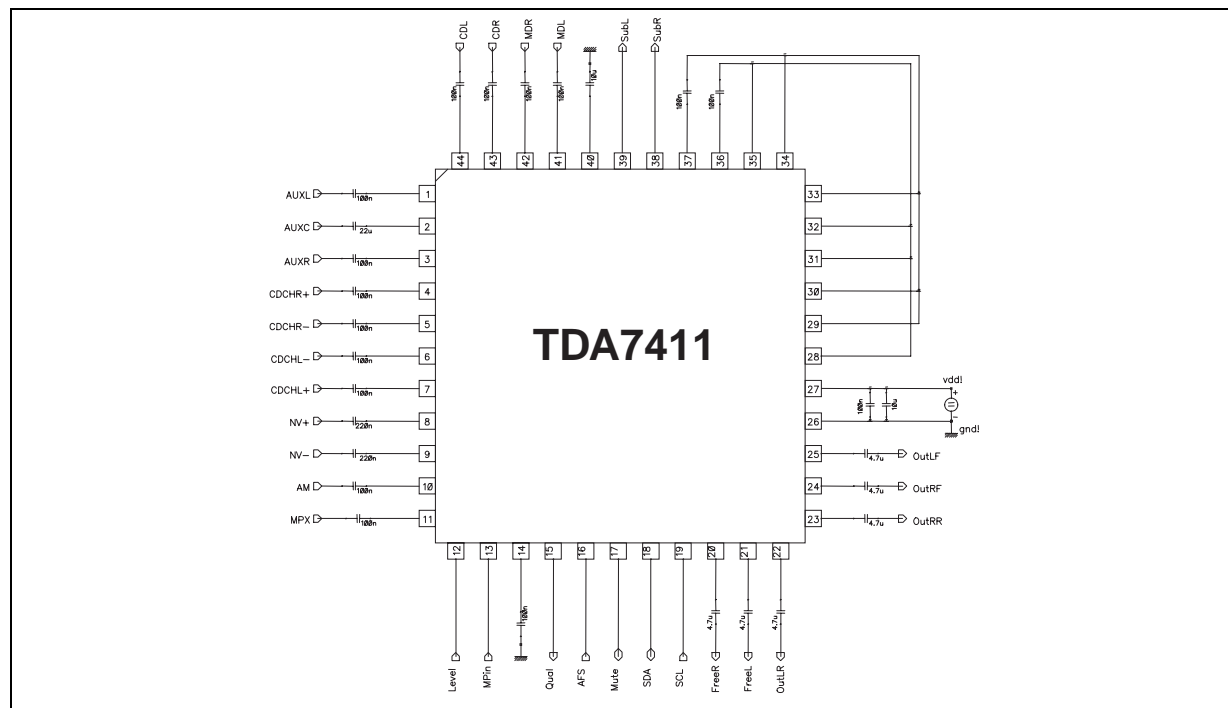 CDL
CDR
MDR
MDL
SubL
SubR
100n
100n
100n
100n
10u
100n
100n
44
43
42
41
40
39
38
37
36
35
34
AUXL
100n
1
AUXC
22u
2
AUXR
100n
3
CDCHR+
100n
4
CDCHR-
100n
5
CDCHL-
100n
6
CDCHL+
100n
7
NV+
220n
8
NV-
220n
9
AM
100n
10
MPX
100n
11
TDA7411
33
32
31
30
29
28
27
100n
10u
vdd!
+
-
gnd!
26
25
4.7u
OutLF
24
4.7u
OutRF
23
4.7u
OutRR
12
13
14
15
16
17
18
19
20
21
22
100n
4.7u
4.7u
4.7u
Level
MPin
Qual
AFS
Mute
SDA
SCL
FreeR
FreeL
OutLR